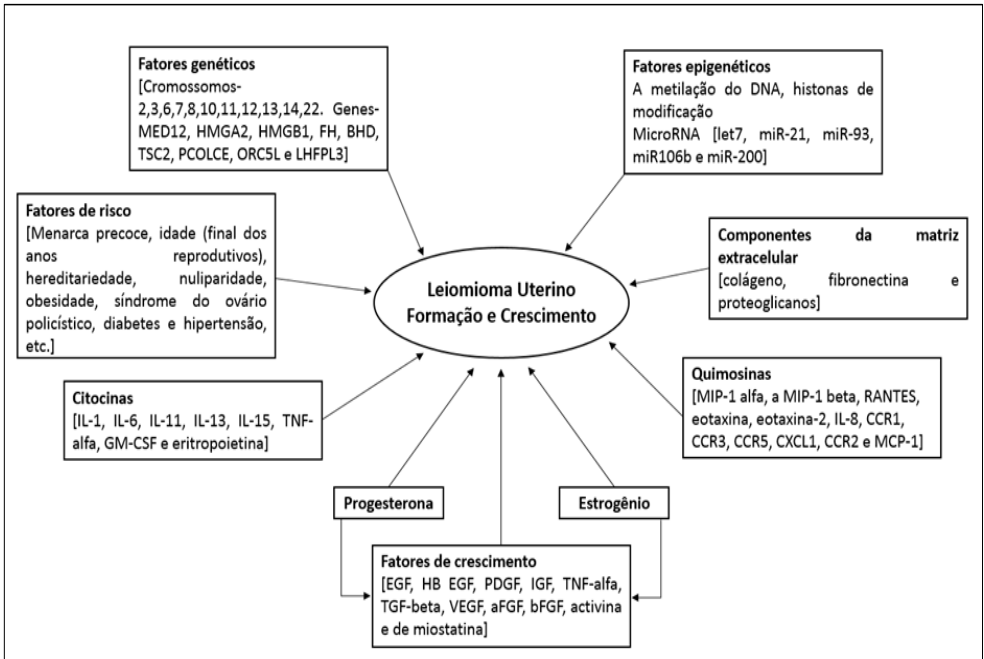 Fatores genéticos
[Cromossomos-
2,3,6,7,8,10,11,12,13,14,22. Genes-
MED12, HMGA2, HMGB1, FH, BHD,
TSC2, PCOLCE, ORC5L e LHFPL3]
Fatores epigenéticos
A metilação do DNA, histonas de
modificação
MicroRNA [let7, miR-21, miR-93,
miR106b e miR-200]
Fatores de risco
[Menarca precoce, idade (final dos
anos reprodutivos),
hereditariedade, nuliparidade,
obesidade, síndrome do ovário
policístico, diabetes e hipertensão,
etc.]
Componentes da matriz
extracelular
[colágeno, fibronectina e
proteoglicanos]
Leiomioma Uterino
Formação e Crescimento
Citocinas
[IL-1, IL-6, IL-11, IL-13, IL-15, TNF-
alfa, GM-CSF e eritropoietina]
Quimosinas
[MIP-1 alfa, a MIP-1 beta, RANTES,
eotaxina, eotaxina-2, IL-8, CCR1,
CCR3, CCR5, CXCL1, CCR2 e MCP-1]
Progesterona
Estrogênio
Fatores de crescimento
[EGF, HB EGF, PDGF, IGF, TNF-alfa,
TGF-beta, VEGF, aFGF, bFGF, activina
e de miostatina]